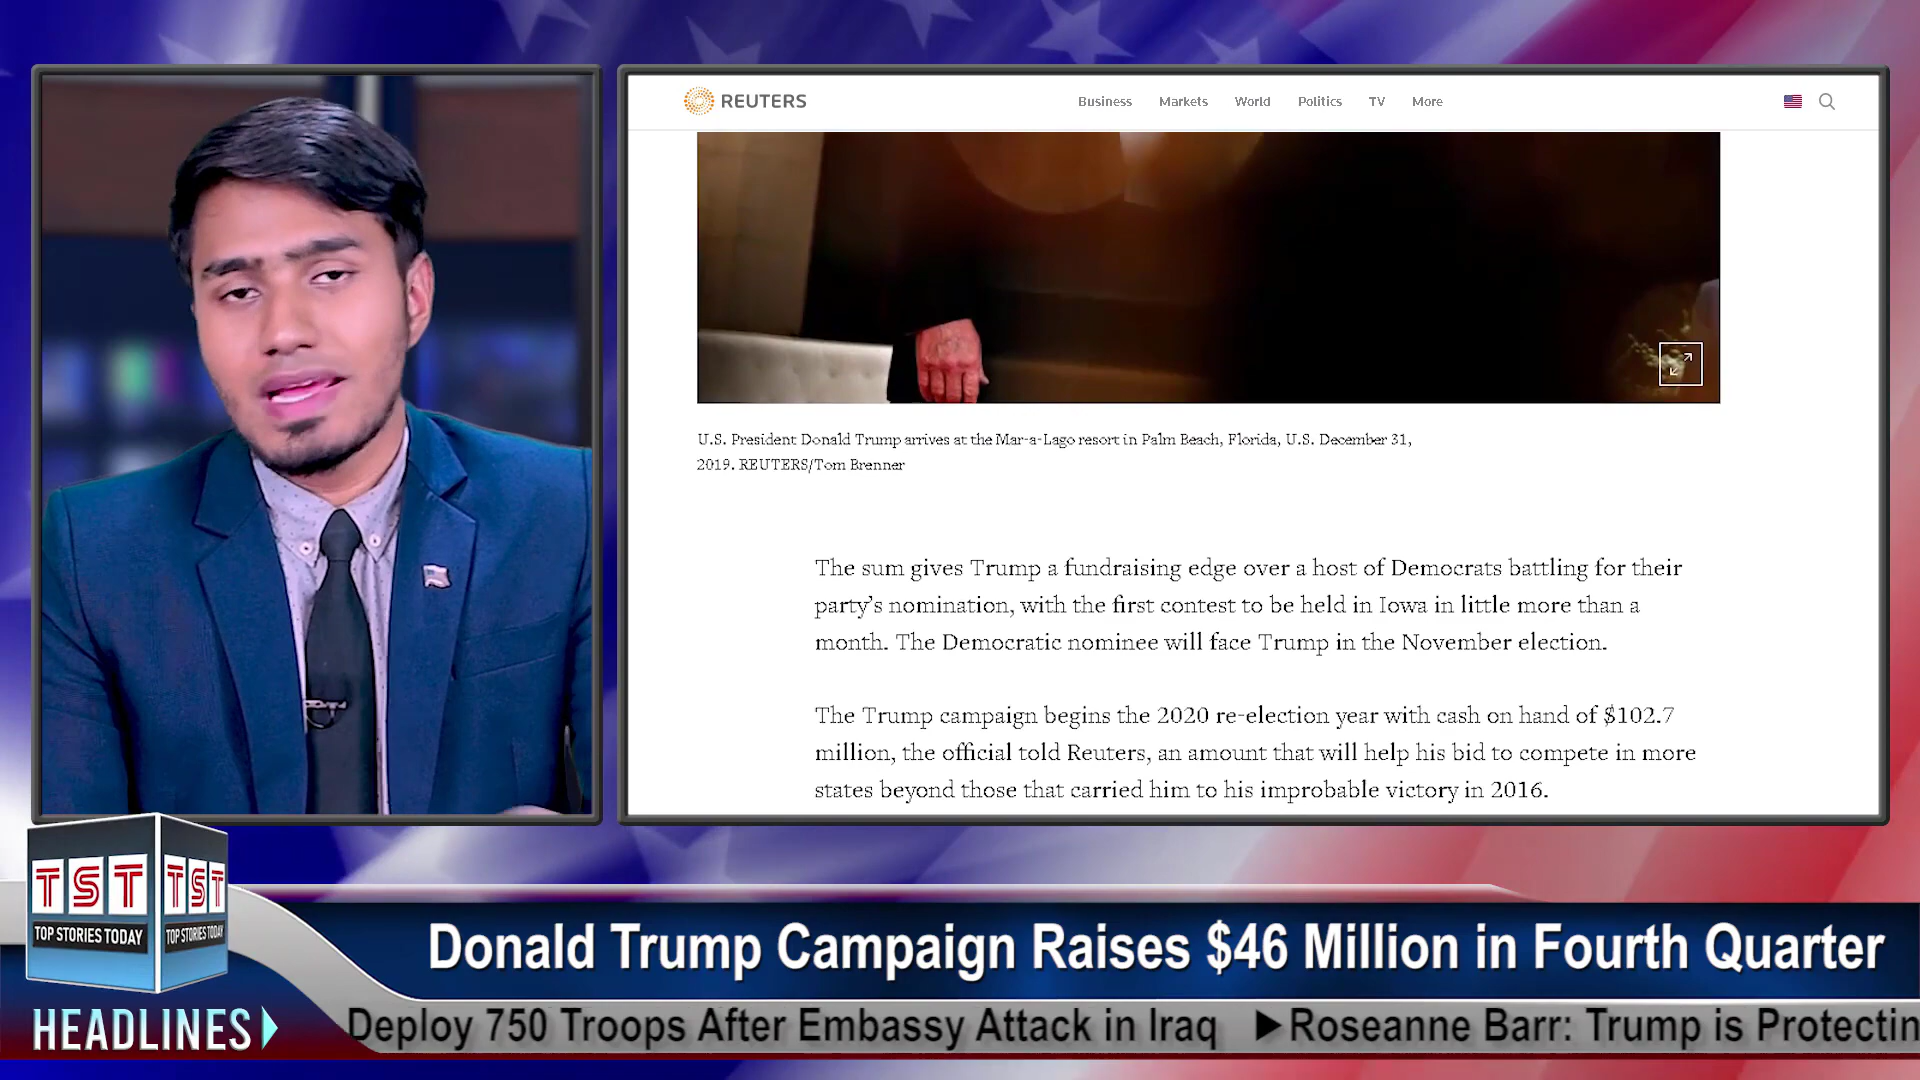 REUTERS
Business Markets World Politics TV More
U.S. President Donald Trump arrives at the Mar-a-Lago resort in Palm Beach, Florida, U.S. December 31,
2019. REUTERS/Tom Brenner
The sum gives Trump a fundraising edge over a host of Democrats battling for their
party’s nomination, with the first contest to be held in Iowa in little more than a
month. The Democratic nominee will face Trump in the November election.
The Trump campaign begins the 2020 re-election year with cash on hand of $102.7
million, the official told Reuters, an amount that will help his bid to compete in more
states beyond those that carried him to his improbable victory in 2016.
TST TST
TOP STORIES TODAY TOP STORIES TODAY
Donald Trump Campaign Raises $46 Million in Fourth Quarter
HEADLINES
Deploy 750 Troops After Embassy Attack in Iraq ▶Roseanne Barr: Trump is Protectin